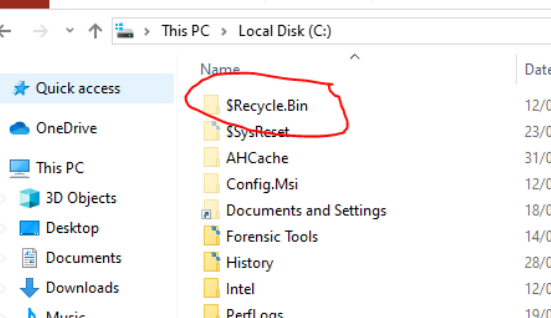 This PC > Local Disk (C:)
Name
Date
Quick access
OneDrive
This PC
3D Objects
Desktop
Documents
Downloads
Music
$Recycle.Bin
12/0
$SysReset
23/0
AHCache
31/0
Config.Msi
12/0
Documents and Settings
18/0
Forensic Tools
14/0
History
28/0
Intel
12/0
PerfLogs